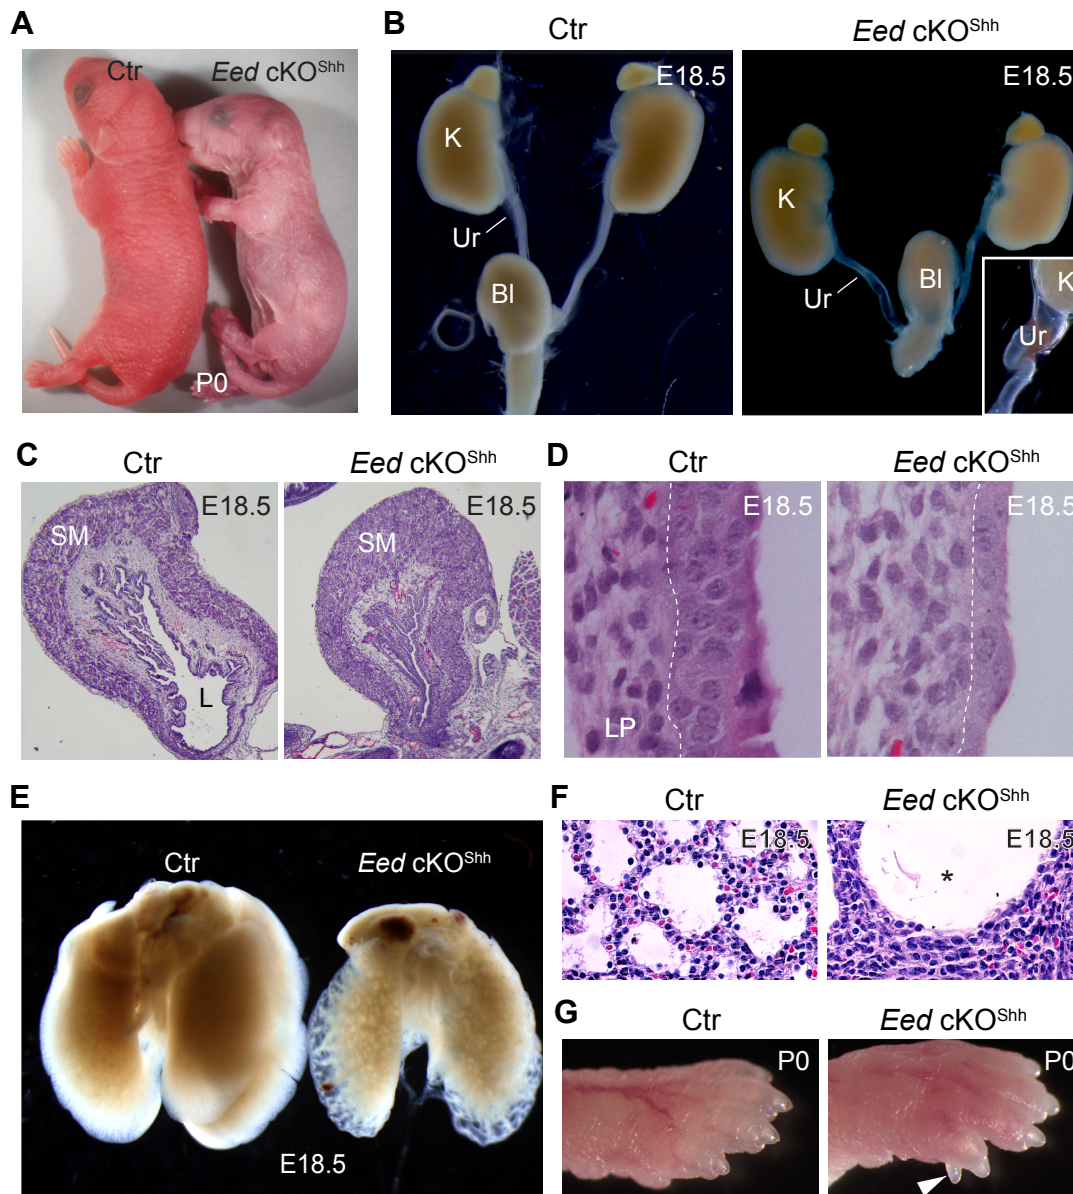 A
Ctr
Eed cKOShh
P0
B
Ctr
Eed cKOShh
E18.5
K
Ur
Bl
E18.5
K
Ur
Bl
K
Ur
C
Ctr
Eed cKOShh
E18.5
SM
L
E18.5
SM
D
Ctr
Eed cKOShh
E18.5
LP
E18.5
E
Ctr
Eed cKOShh
E18.5
F
Ctr
Eed cKOShh
E18.5
E18.5
*
G
Ctr
Eed cKOShh
P0
P0